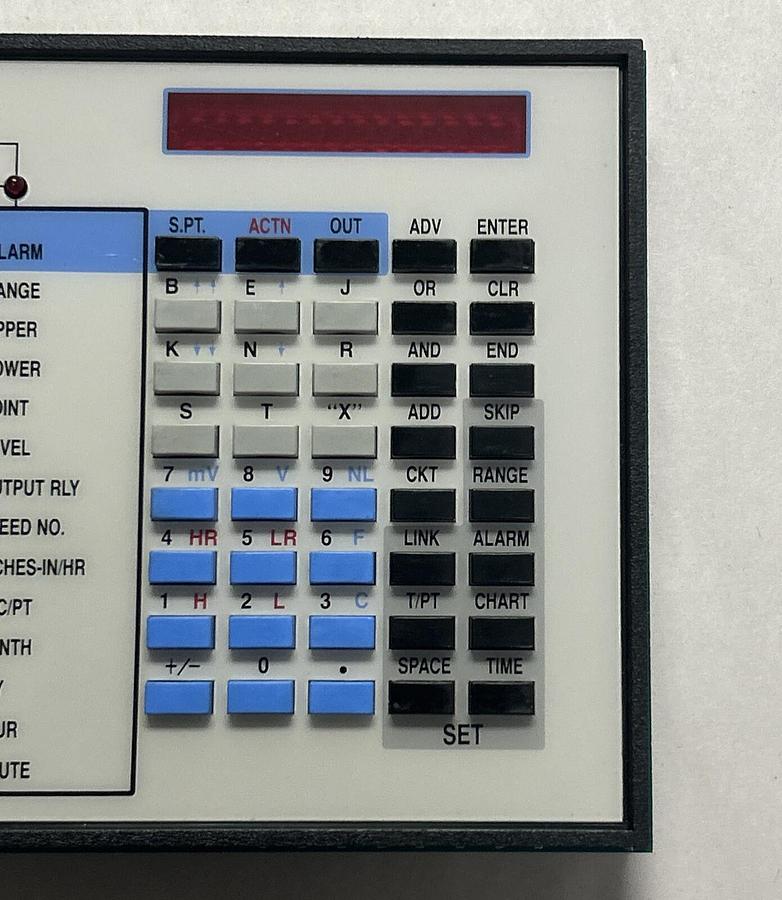 S.PT. ACTN OUT ADV ENTER
LARM
B E J OR CLR
ANGE
PPER
K N R AND END
OWER
S T “X” ADD SKIP
OINT
VEL
7 mV 8 V 9 NL CKT RANGE
UTPUT RLY
EED NO.
4 HR 5 LR 6 F LINK ALARM
CHES-IN/HR
1 H 2 L 3 C T/PT CHART
C/PT
NTH
+/− 0 • SPACE TIME
Y
UR
SET
UTE